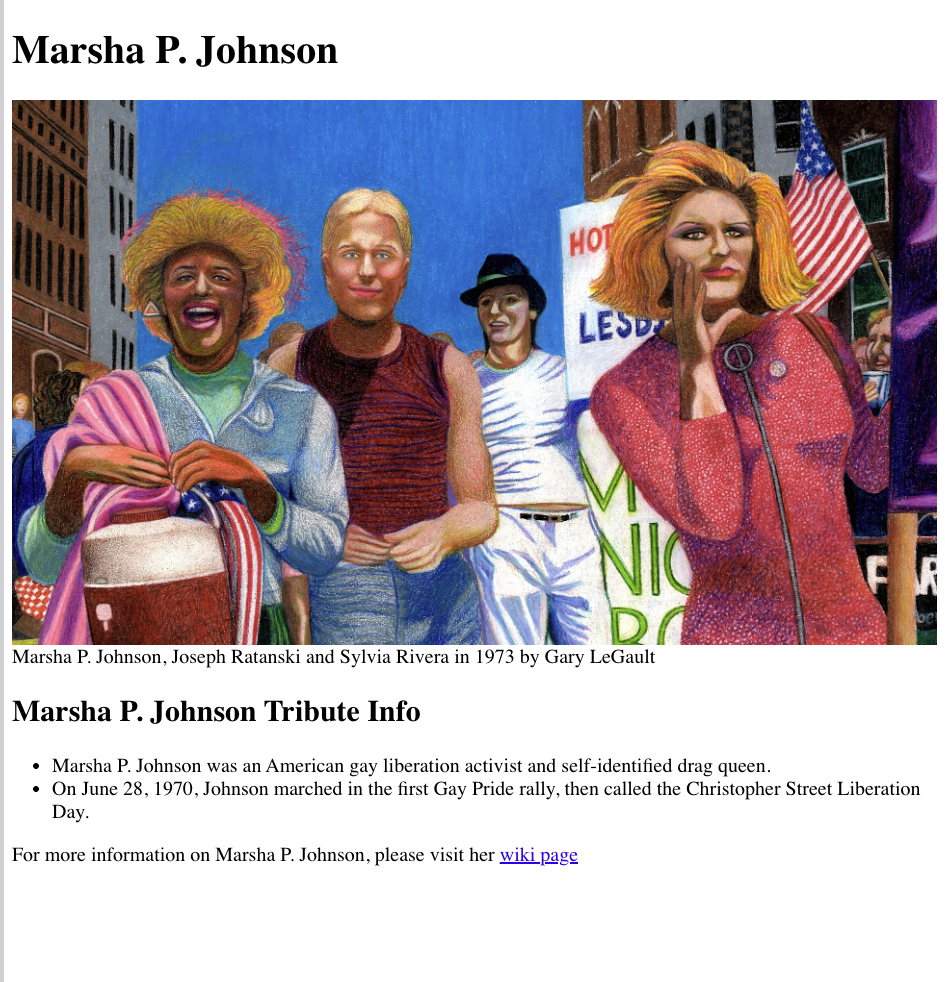 Marsha P. Johnson
HOT
LESB
NIC
BO
Marsha P. Johnson, Joseph Ratanski and Sylvia Rivera in 1973 by Gary LeGault
Marsha P. Johnson Tribute Info
Marsha P. Johnson was an American gay liberation activist and self-identified drag queen.
On June 28, 1970, Johnson marched in the first Gay Pride rally, then called the Christopher Street Liberation
Day.
For more information on Marsha P. Johnson, please visit her wiki page